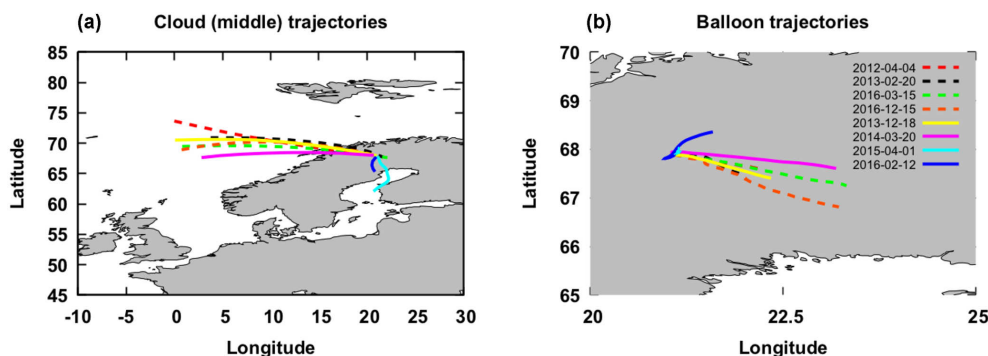 (a) Cloud (middle) trajectories
85
80
75
70
65
60
55
50
45
Latitude
-10 -5 0 5 10 15 20 25 30
Longitude
(b) Balloon trajectories
70
69
68
67
66
65
Latitude
2012-04-04
2013-02-20
2016-03-15
2016-12-15
2013-12-18
2014-03-20
2015-04-01
2016-02-12
20 22.5 25
Longitude